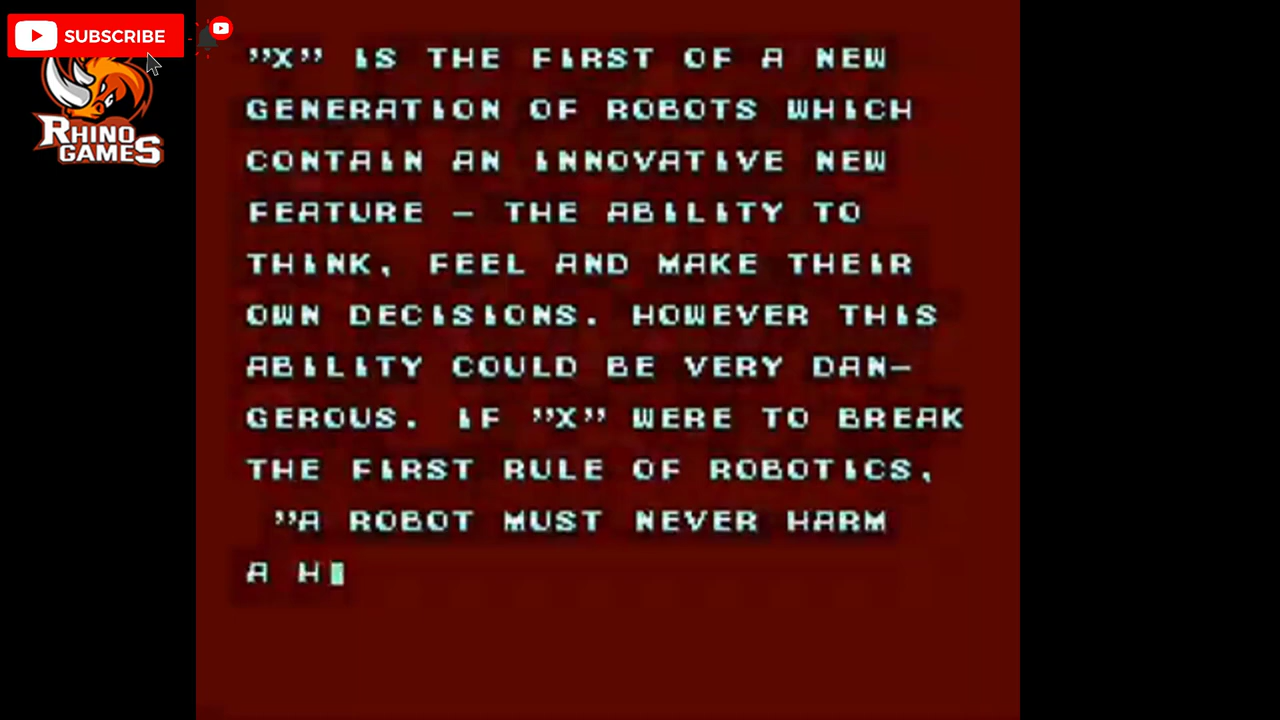 SUBSCRIBE
RHINO
GAMES
"X" IS THE FIRST OF A NEW
GENERATION OF ROBOTS WHICH
CONTAIN AN INNOVATIVE NEW
FEATURE - THE ABILITY TO
THINK, FEEL AND MAKE THEIR
OWN DECISIONS. HOWEVER THIS
ABILITY COULD BE VERY DAN-
GEROUS. IF "X" WERE TO BREAK
THE FIRST RULE OF ROBOTICS,
"A ROBOT MUST NEVER HARM
A H